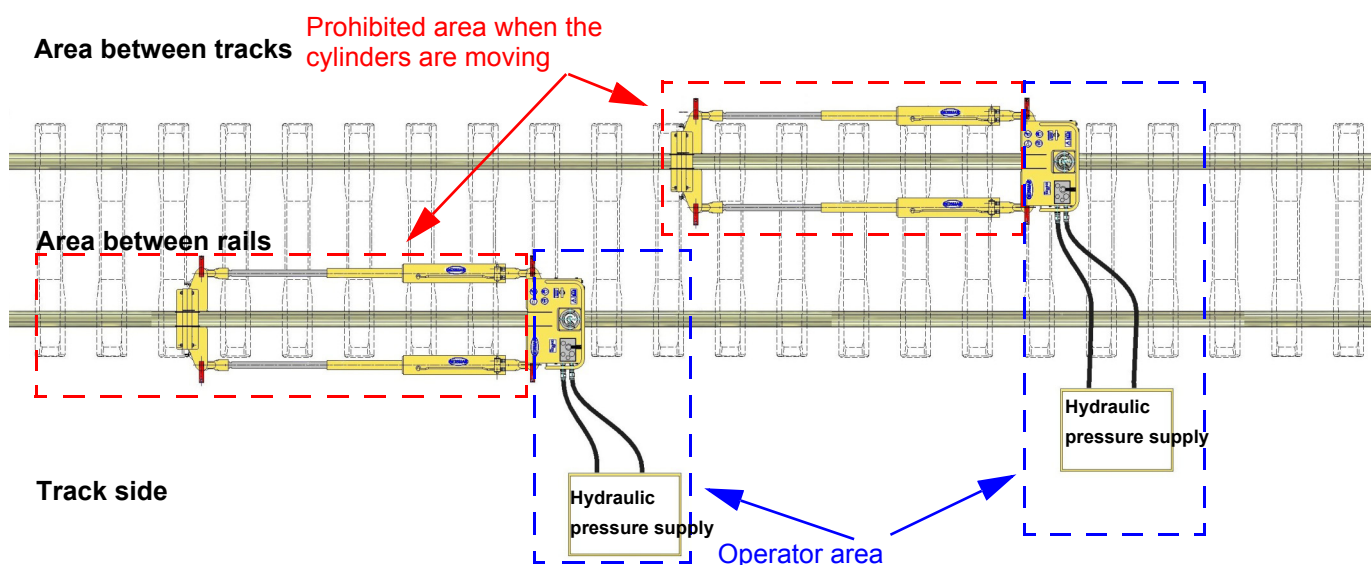 Prohibited area when the
cylinders are moving
Area between tracks
Area between rails
Hydraulic
pressure supply
Track side
Hydraulic
pressure supply
Operator area